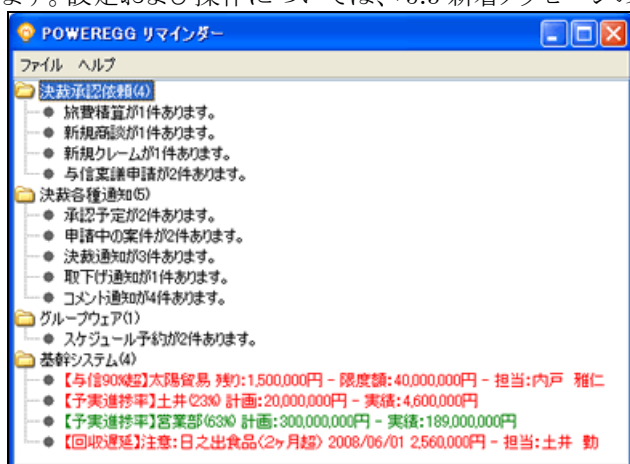 ます。設定および操作については、
POWEREGG リマインダー
ファイル ヘルプ
決裁承認依頼(4)
旅費精算が1件あります。
新規商談が1件あります。
新規クレームが1件あります。
与信稟議申請が2件あります。
決裁各種通知(5)
承認予定が2件あります。
申請中の案件が2件あります。
決裁通知が3件あります。
取下げ通知が1件あります。
コメント通知が4件あります。
グループウェア(1)
スケジュール予約が2件あります。
基幹システム(4)
【与信90%超】太陽貿易 残り:1,500,000円 - 限度額:40,000,000円 - 担当:内戸 雅仁
【予実進捗率】土井(23%) 計画:20,000,000円 - 実績:4,600,000円
【予実進捗率】営業部(63%) 計画:300,000,000円 - 実績:189,000,000円
【回収遅延】注意:日之出食品(2ヶ月超) 2008/06/01 2,560,000円 - 担当:土井 勤